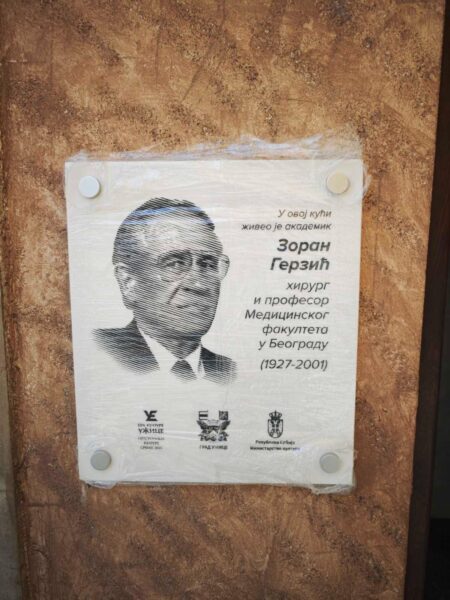 У овој кући
живео је академик
Зоран
Герзић
хирург
и професор
Медицинског
факултета
у Београду
(1927-2001)
УЖИЦЕ
ГРАД УЖИЦЕ
Република Србија
Министарство културе